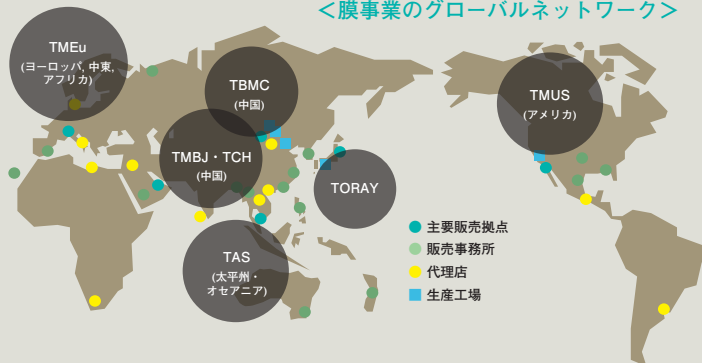 ＜膜事業のグローバルネットワーク＞
TMEu
(ヨーロッパ, 中東,
アフリカ)
TBMC
(中国)
TMUS
(アメリカ)
TMBJ・TCH
(中国)
TORAY
TAS
(太平州・
オセアニア)
主要販売拠点
販売事務所
代理店
生産工場